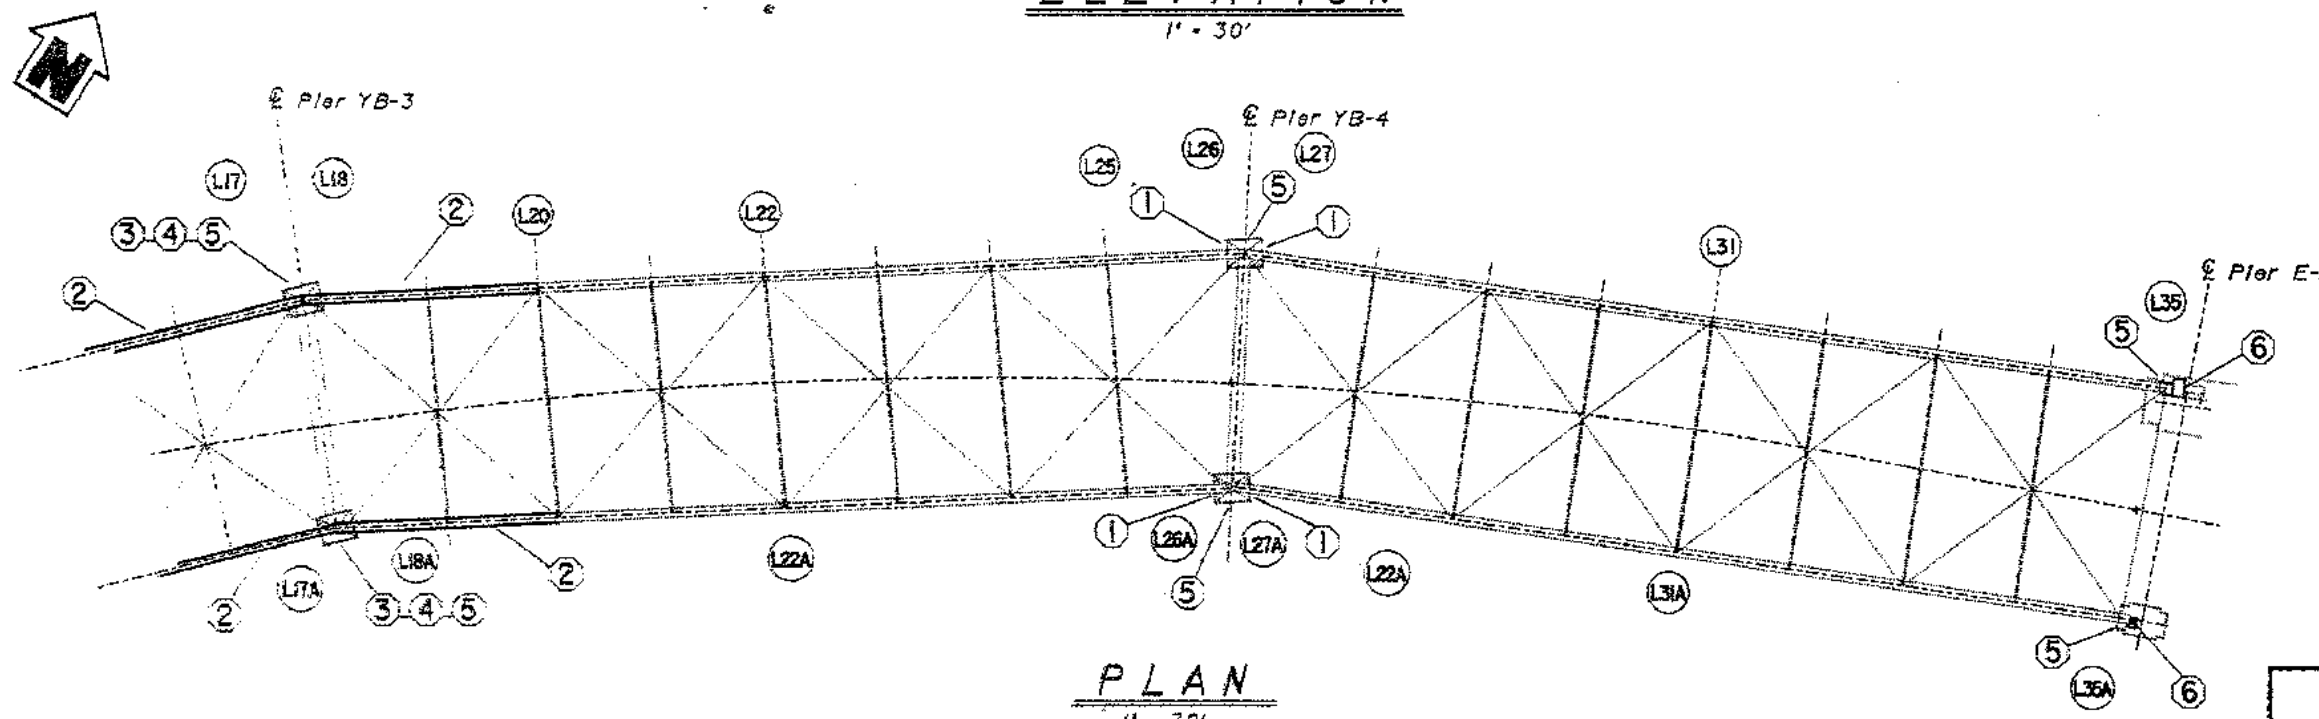 1" = 30'
N
℄ Pier YB-3
℄ Pier YB-4
L17
L18
L25
L26
L27
5
1
1
3 4 5
2
L20
L22
L31
℄ Pier E-
L35
5
6
2
2
L17A
L18A
3 4 5
2
L22A
1
L26A
L27A
1
5
L22A
L31A
5
L35A
6
PLAN